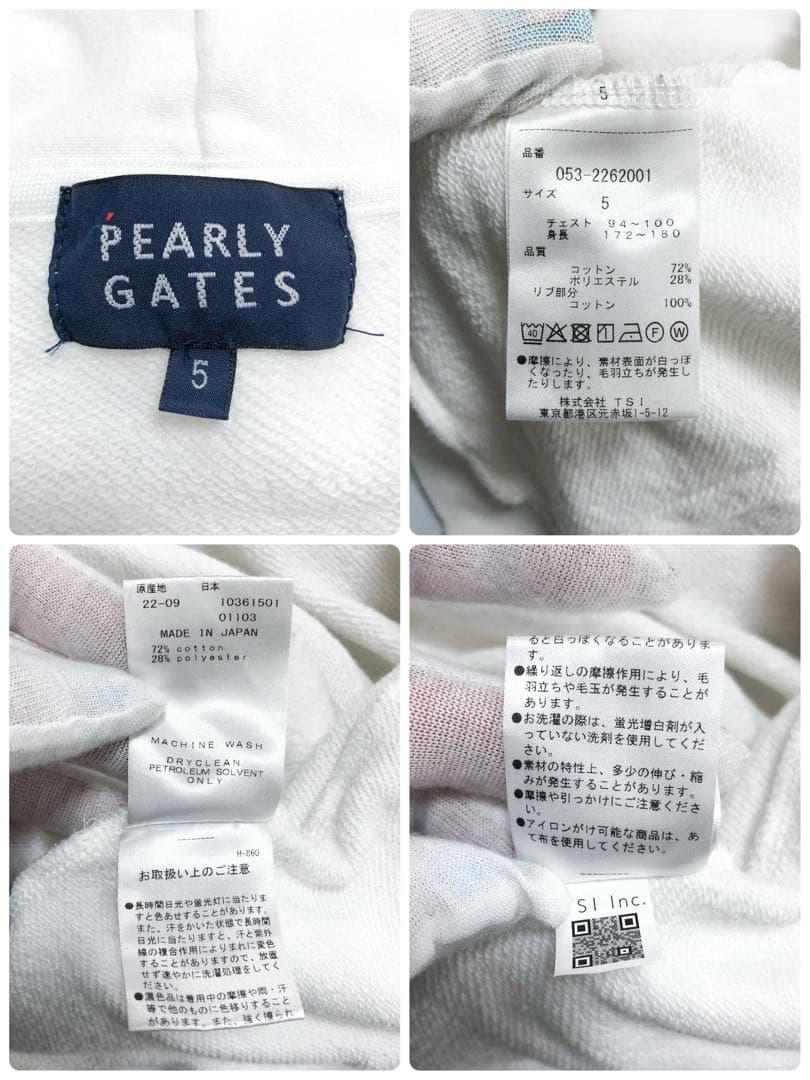 PEARLY
GATES
5
5
品番
053-2262001
サイズ
5
チェスト 94～100
身長 172～180
品質
コットン 72%
ポリエステル 28%
リブ部分
コットン 100%
40 F W
●摩擦により、素材表面が白っぽ
くなったり、毛羽立ちが発生し
たりします。
株式会社 TSI
東京都港区元赤坂1-5-12
原産地 日本
22-09 10361501
01103
MADE IN JAPAN
72% cotton
28% polyester
MACHINE WASH
DRYCLEAN
PETROLEUM SOLVENT
ONLY
H-860
お取扱い上のご注意
●長時間日光や蛍光灯に当たりま
すと色あせすることがあります。
また、汗をかいた状態で長時間
日光に当たりますと、汗と紫外
線の複合作用によりまれに変色
することがありますので、放置
せず速やかに洗濯処理をしてく
ださい。
●濃色品は着用中の摩擦や雨・汗
等で他のものに色移りすること
があります。また、強く擦られ
ると白っぽくなることがありま
す。
●繰り返しの摩擦作用により、毛
羽立ちや毛玉が発生することが
あります。
●お洗濯の際は、蛍光増白剤が入
っていない洗剤を使用してくだ
さい。
●素材の特性上、多少の伸び・縮
みが発生することがあります。
●摩擦や引っかけにご注意くださ
い。
●アイロンがけ可能な商品は、あ
て布を使用してください。
SI Inc.